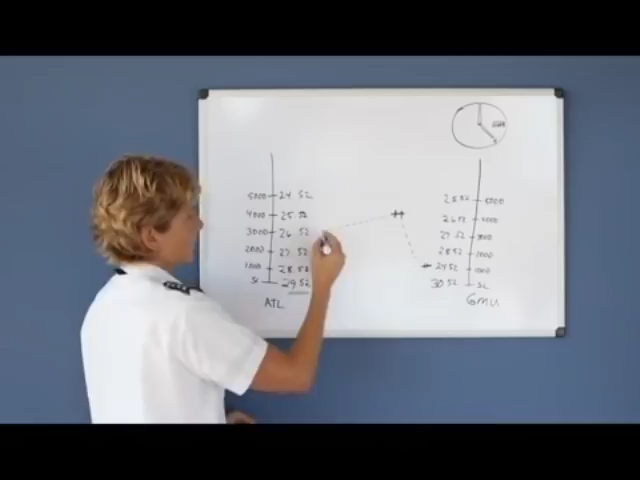 5000 24 52
4000 25 52
3000 26 52
2000 27.52
1000 28.52
SL 29 52
ATL
25 52 5000
26 52 4000
27.52 3000
28 52 2000
29 52 1000
30 52 SL
GMU